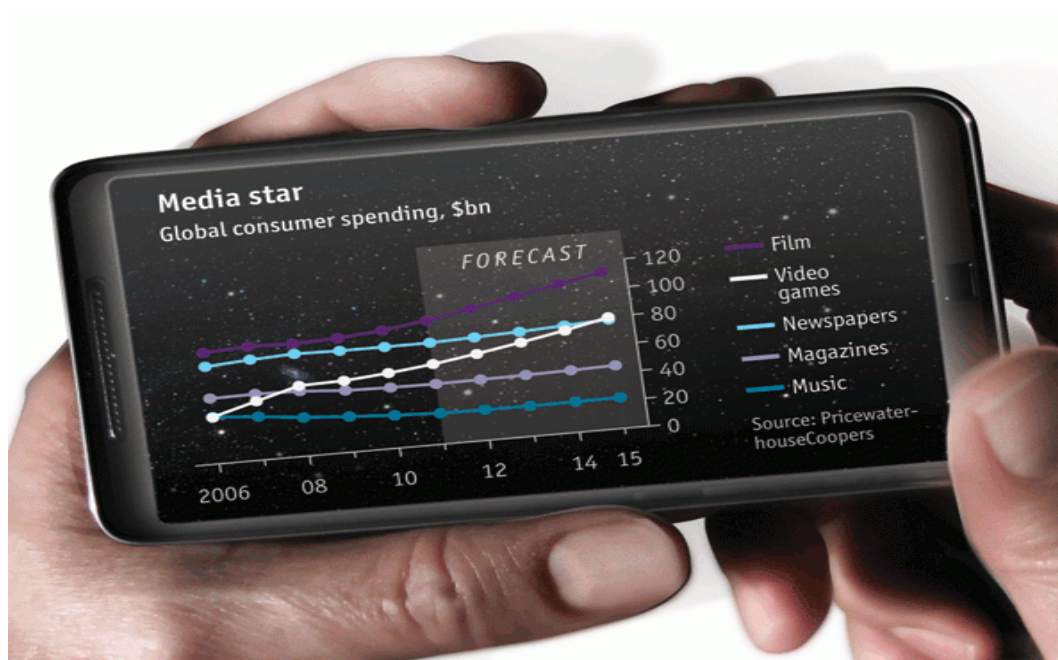 Media star
Global consumer spending, $bn
FORECAST
120
100
80
60
40
20
0
2006
08
10
12
14
15
Film
Video
games
Newspapers
Magazines
Music
Source: Pricewater-
houseCoopers